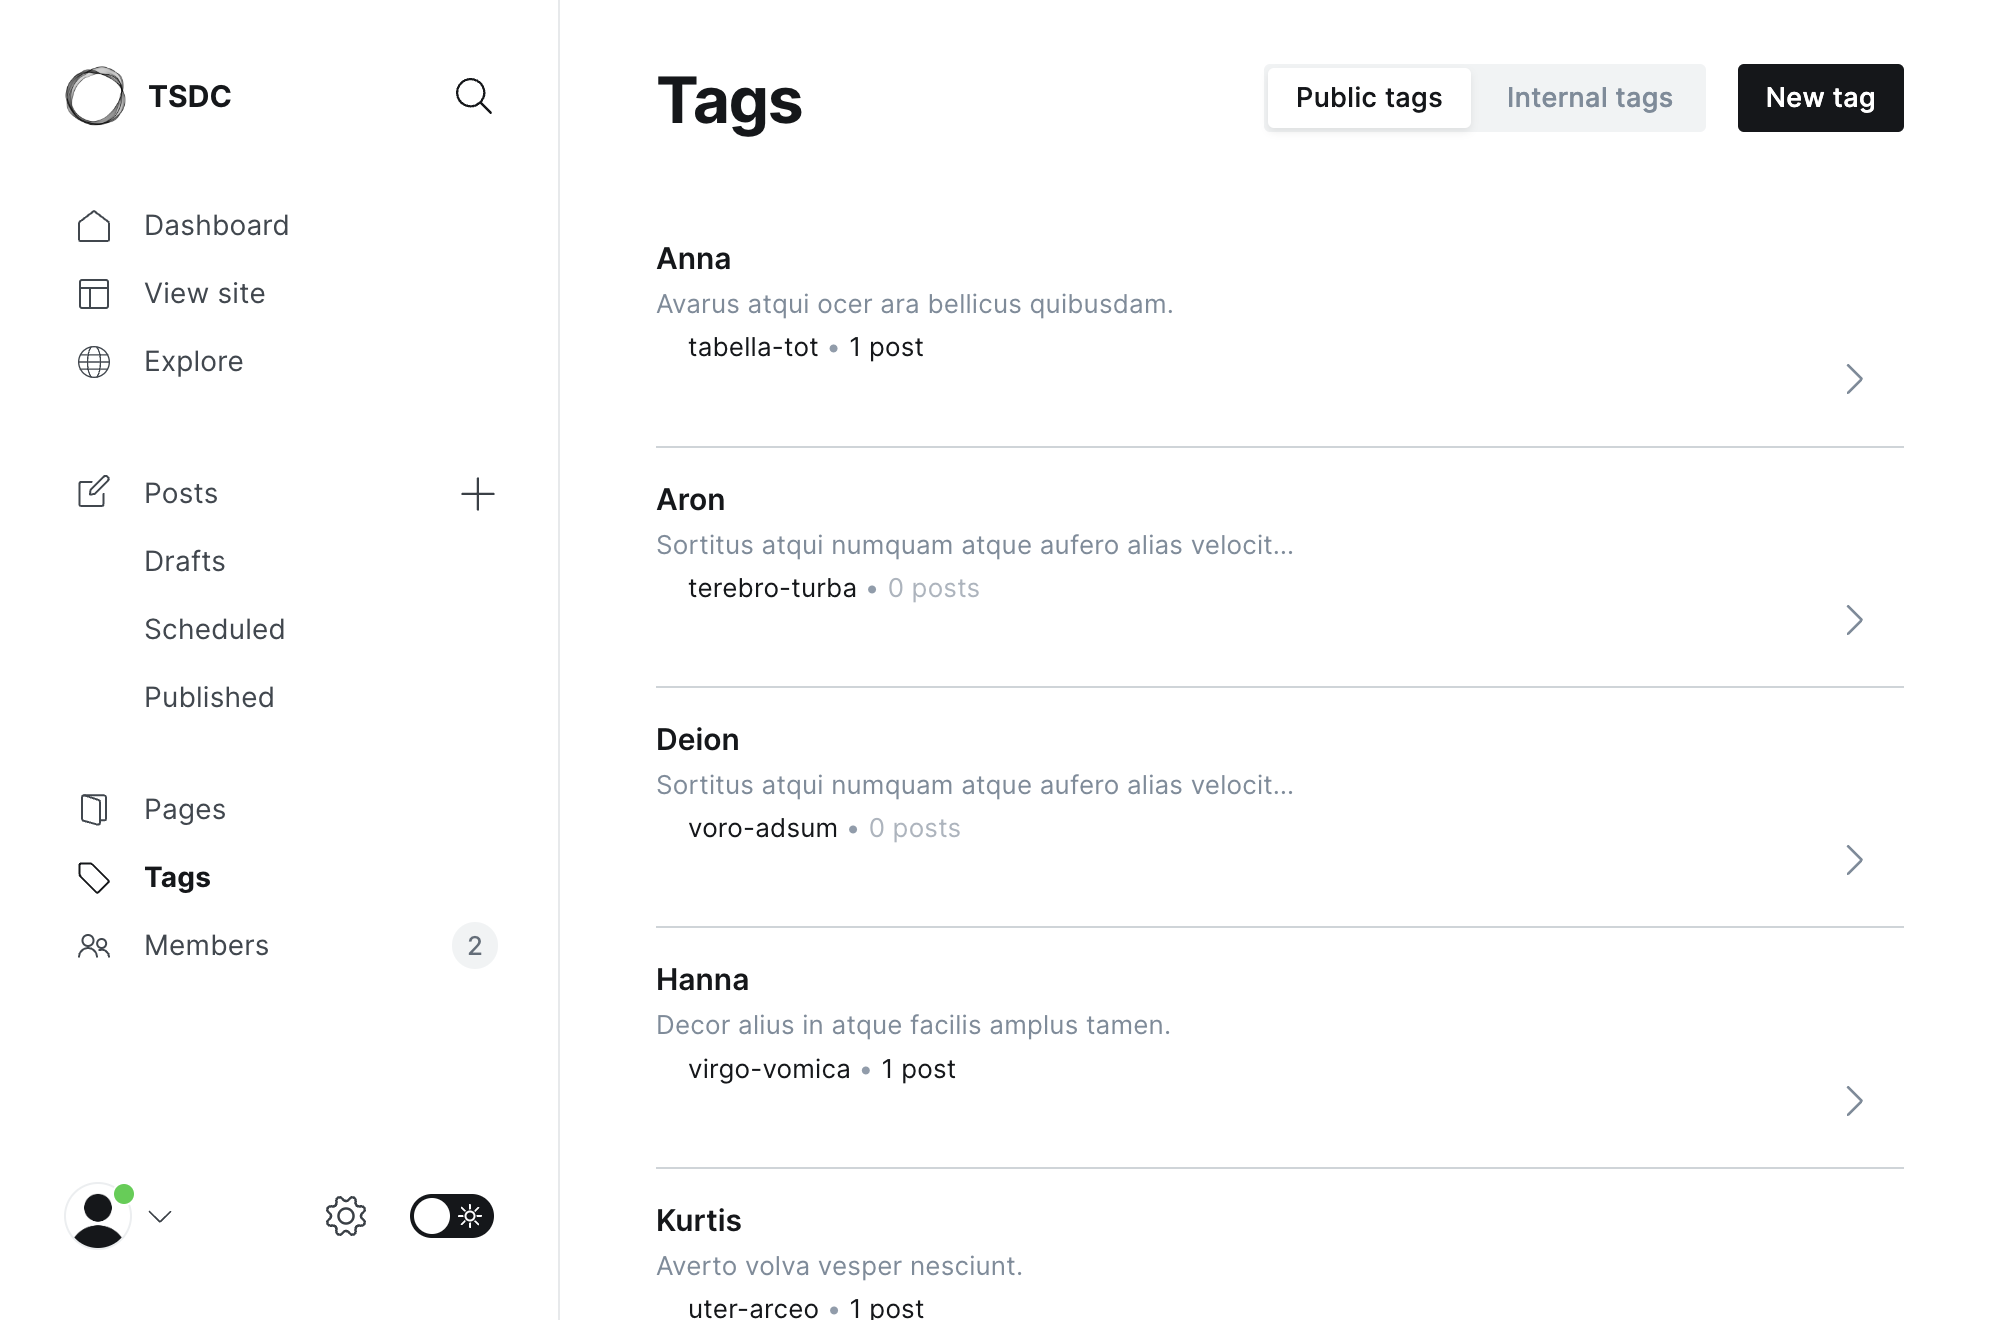 TSDC
Dashboard
View site
Explore
Posts
Drafts
Scheduled
Published
Pages
Tags
Members 2
Tags
Public tags Internal tags New tag
Anna
Avarus atqui ocer ara bellicus quibusdam.
tabella-tot • 1 post
Aron
Sortitus atqui numquam atque aufero alias velocit...
terebro-turba • 0 posts
Deion
Sortitus atqui numquam atque aufero alias velocit...
voro-adsum • 0 posts
Hanna
Decor alius in atque facilis amplus tamen.
virgo-vomica • 1 post
Kurtis
Averto volva vesper nesciunt.
uter-arceo • 1 post